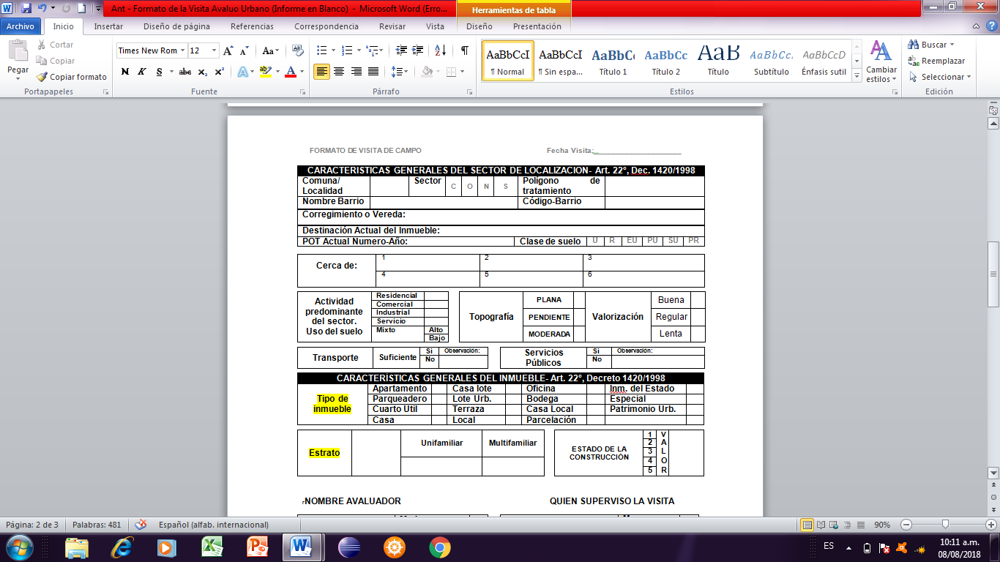 Ant - Formato de la Visita Avaluo Urbano (Informe en Blanco) - Microsoft Word (Erro...
Herramientas de tabla
Archivo Inicio Insertar Diseño de página Referencias Correspondencia Revisar Vista Diseño Presentación
Pegar
Cortar
Copiar
Copiar formato
Portapapeles
Times New Rom 12
N K S abc x₂ x²
Fuente
Párrafo
AaBbCcI AaBbCcI AaBbCc AaBbCc AaB AaBbCc. AaBbCcD
¶ Normal ¶ Sin espa... Título 1 Título 2 Título Subtítulo Énfasis sutil
Cambiar estilos
Estilos
Buscar
Reemplazar
Seleccionar
Edición
FORMATO DE VISITA DE CAMPO Fecha Visita:
CARACTERISTICAS GENERALES DEL SECTOR DE LOCALIZACION- Art. 22°, Dec. 1420/1998
Comuna/ Sector C O N S Polígono de
Localidad tratamiento
Nombre Barrio Código-Barrio
Corregimiento o Vereda:
Destinación Actual del Inmueble:
POT Actual Numero-Año: Clase de suelo U R EU PU SU PR
Cerca de: 1 2 3
4 5 6
Actividad predominante del sector. Uso del suelo
Residencial
Comercial
Industrial
Servicio
Mixto Alto
Bajo
Topografía
PLANA
PENDIENTE
MODERADA
Valorización
Buena
Regular
Lenta
Transporte Suficiente Si Observación:
No
Servicios Públicos Si Observación:
No
CARACTERÍSTICAS GENERALES DEL INMUEBLE- Art. 22°, Decreto 1420/1998
Tipo de inmueble
Apartamento Casa lote Oficina Inm. del Estado
Parqueadero Lote Urb. Bodega Especial
Cuarto Util Terraza Casa Local Patrimonio Urb.
Casa Local Parcelación
Estrato Unifamiliar Multifamiliar
ESTADO DE LA CONSTRUCCIÓN
1 V
2 A
3 L
4 O
5 R
NOMBRE AVALUADOR QUIEN SUPERVISO LA VISITA
Página: 2 de 3 Palabras: 481 Español (alfab. internacional) 90%
ES 10:11 a.m.
08/08/2018